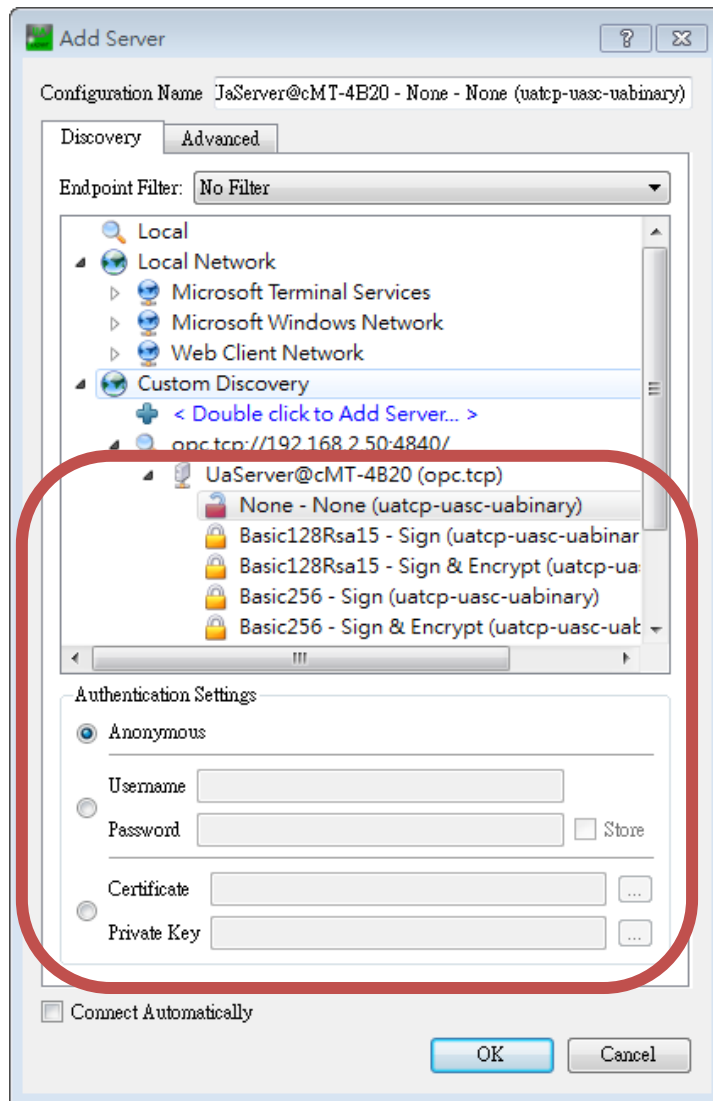 Add Server
Configuration Name JaServer@cMT-4B20 - None - None (uatcp-uasc-uabinary)
Discovery Advanced
Endpoint Filter: No Filter
Local
Local Network
Microsoft Terminal Services
Microsoft Windows Network
Web Client Network
Custom Discovery
< Double click to Add Server... >
opc.tcp://192.168.2.50:4840/
UaServer@cMT-4B20 (opc.tcp)
None - None (uatcp-uasc-uabinary)
Basic128Rsa15 - Sign (uatcp-uasc-uabinar
Basic128Rsa15 - Sign & Encrypt (uatcp-ua
Basic256 - Sign (uatcp-uasc-uabinary)
Basic256 - Sign & Encrypt (uatcp-uasc-uab
Authentication Settings
Anonymous
Username
Password Store
Certificate ...
Private Key ...
Connect Automatically
OK Cancel